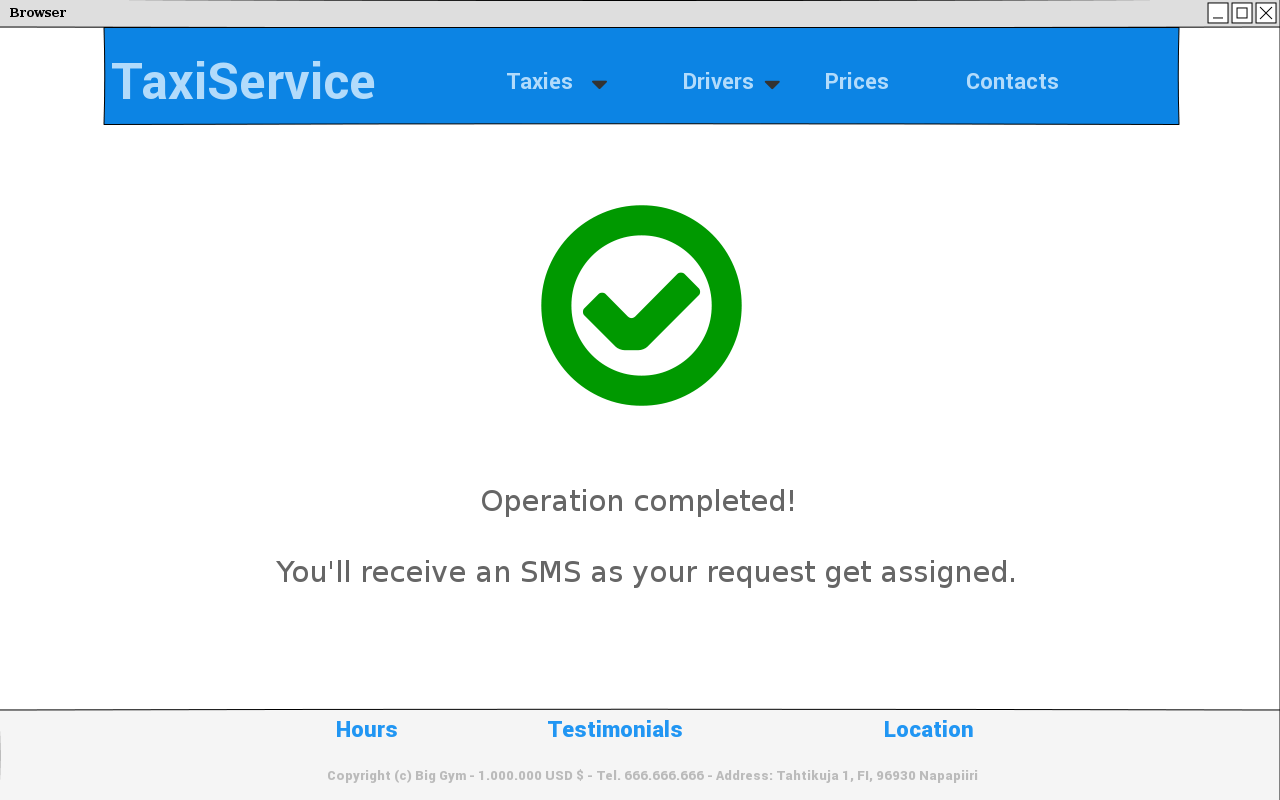 Browser
TaxiService Taxies Drivers Prices Contacts
Operation completed!
You'll receive an SMS as your request get assigned.
Hours Testimonials Location
Copyright (c) Big Gym - 1.000.000 USD $ - Tel. 666.666.666 - Address: Tahtikuja 1, FI, 96930 Napapiiri